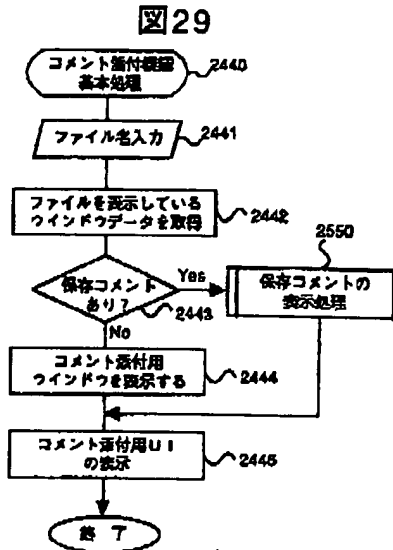 図29
コメント添付機能
基本処理
2440
ファイル名入力
2441
ファイルを表示している
ウインドウデータを取得
2442
保存コメント
あり?
2443
Yes
No
2550
保存コメントの
表示処理
コメント添付用
ウインドウを表示する
2444
コメント添付用UI
の表示
2445
終了